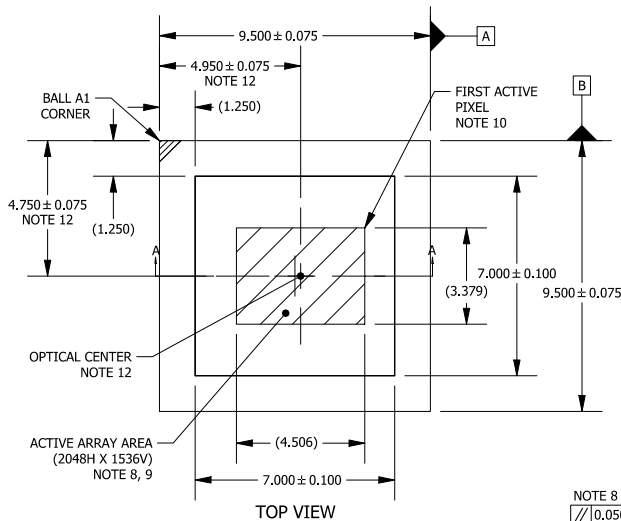 9.500 ± 0.075
A
4.950 ± 0.075
NOTE 12
B
BALL A1
CORNER
(1.250)
FIRST ACTIVE
PIXEL
NOTE 10
4.750 ± 0.075
NOTE 12
(1.250)
A
A
7.000 ± 0.100
(3.379)
9.500 ± 0.075
OPTICAL CENTER
NOTE 12
ACTIVE ARRAY AREA
(2048H X 1536V)
NOTE 8, 9
(4.506)
7.000 ± 0.100
TOP VIEW
NOTE 8
// 0.050